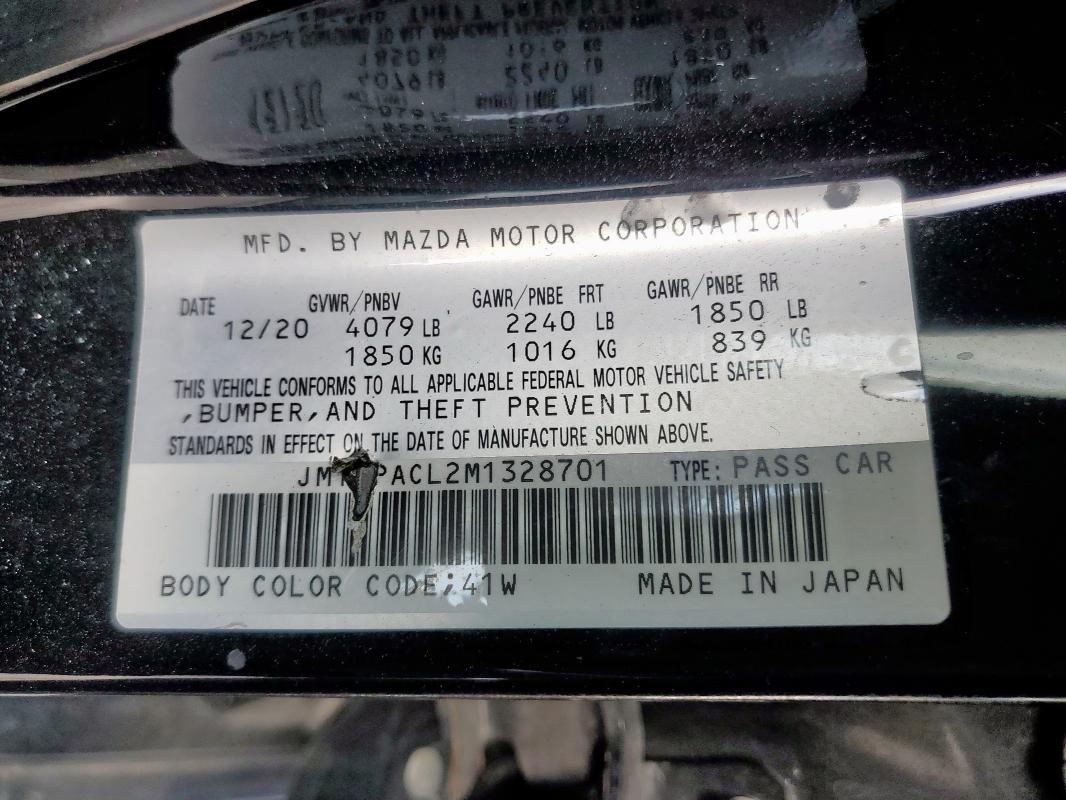 MFD. BY MAZDA MOTOR CORPORATION
DATE GVWR/PNBV GAWR/PNBE FRT GAWR/PNBE RR
12/20 4079 LB 2240 LB 1850 LB
1850 KG 1016 KG 839 KG
THIS VEHICLE CONFORMS TO ALL APPLICABLE FEDERAL MOTOR VEHICLE SAFETY
,BUMPER,AND THEFT PREVENTION
STANDARDS IN EFFECT ON THE DATE OF MANUFACTURE SHOWN ABOVE.
TYPE: PASS CAR
BODY COLOR CODE;41W MADE IN JAPAN